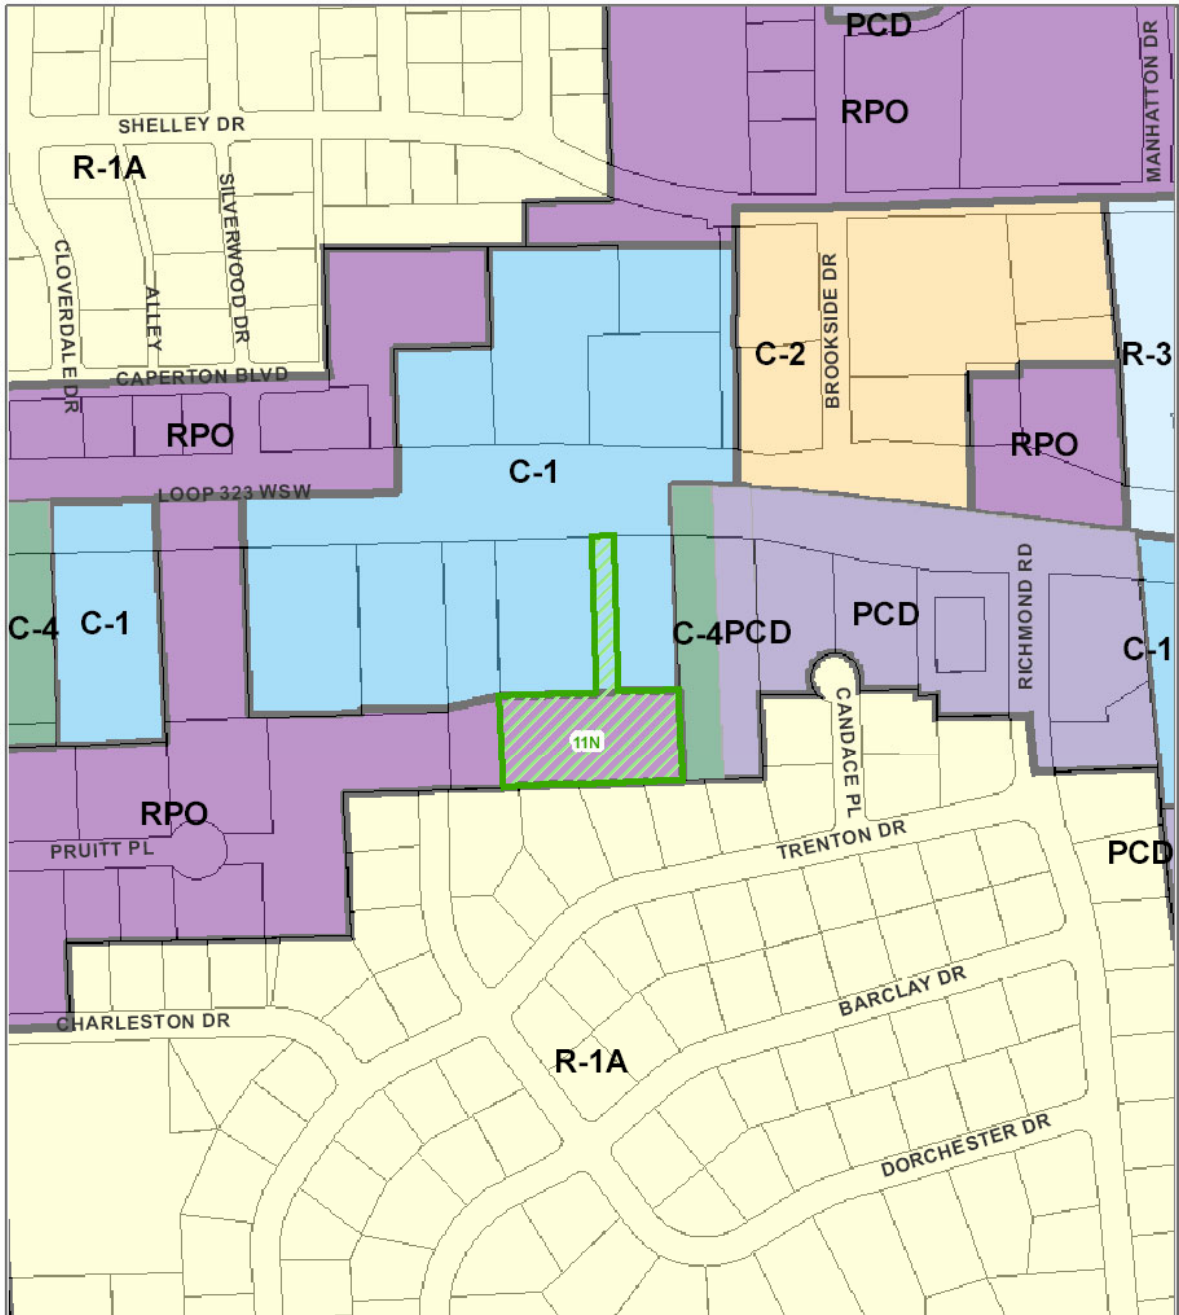 PCD
MANHATTON DR
RPO
SHELLEY DR
R-1A
SILVERWOOD DR
CLOVERDALE DR
ALLEY
BROOKSIDE DR
C-2
R-3
CAPERTON BLVD
RPO
RPO
C-1
LOOP 323 WSW
RICHMOND RD
C-4
C-1
C-4
PCD
PCD
C-1
CANDACE PL
11N
RPO
PRUITT PL
TRENTON DR
PCD
BARCLAY DR
CHARLESTON DR
R-1A
DORCHESTER DR